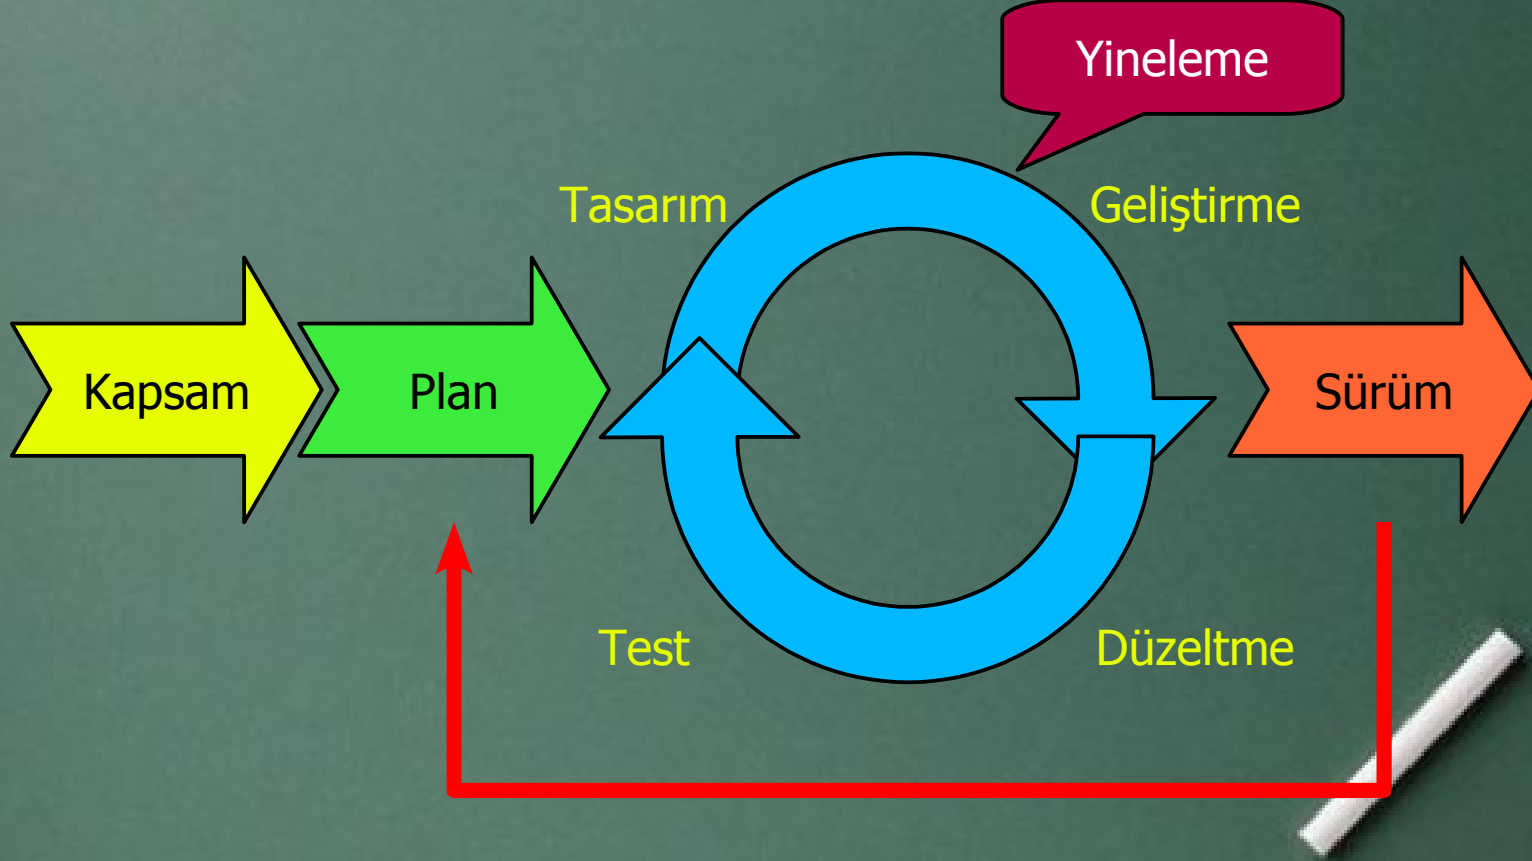 Yineleme
Tasarım
Geliştirme
Kapsam
Plan
Sürüm
Test
Düzeltme